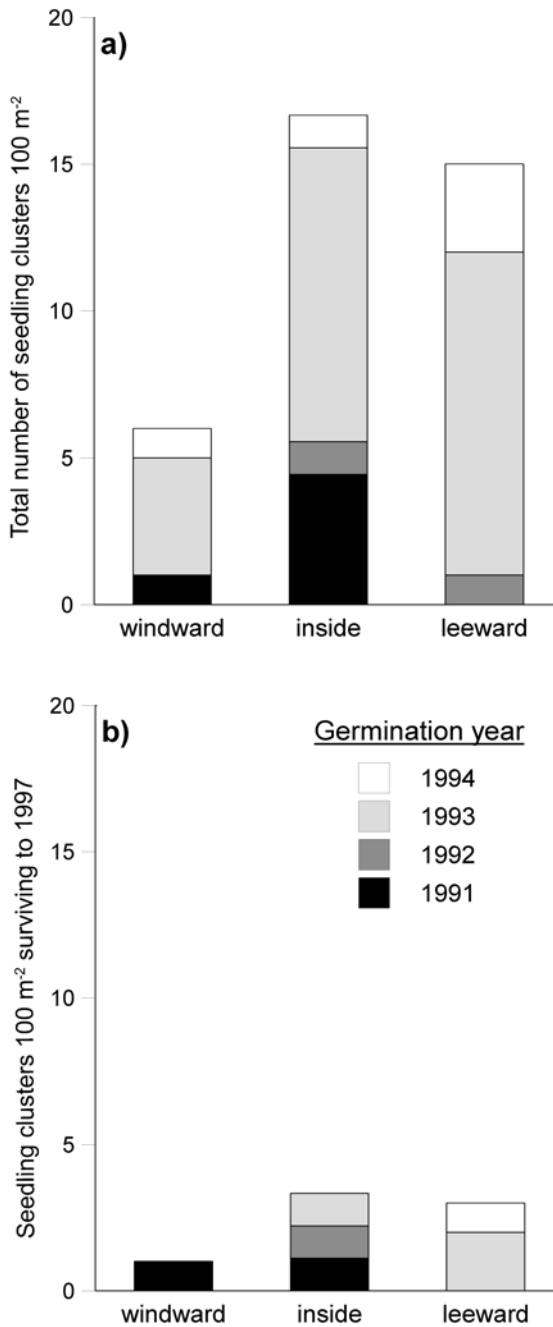 a)
Total number of seedling clusters 100 m⁻²
20
15
10
5
0
windward inside leeward
b)
Seedling clusters 100 m⁻² surviving to 1997
20
15
10
5
0
Germination year
1994
1993
1992
1991
windward inside leeward